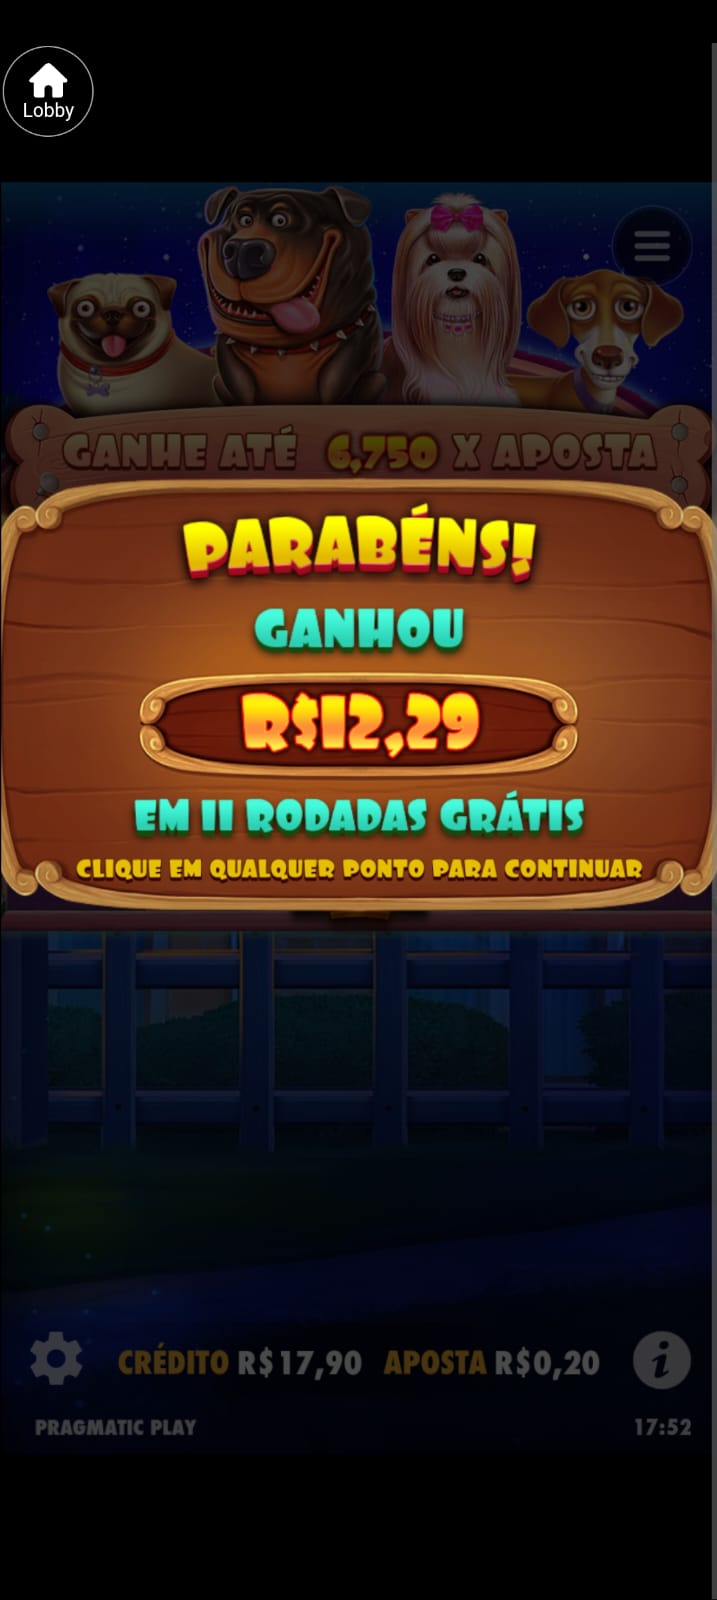 Lobby
GANHE ATÉ 6,750 X APOSTA
PARABÉNS!
GANHOU
R$12,29
EM 11 RODADAS GRÁTIS
CLIQUE EM QUALQUER PONTO PARA CONTINUAR
CRÉDITO R$17,90 APOSTA R$0,20
PRAGMATIC PLAY 17:52